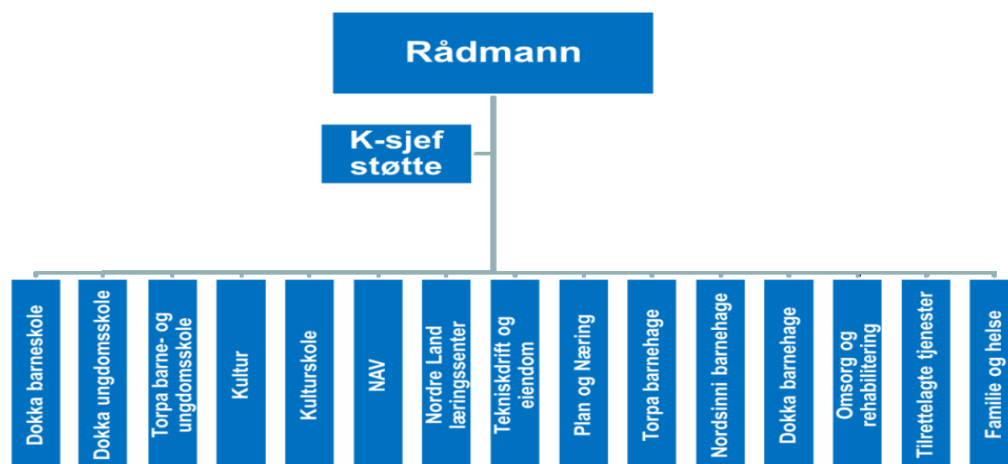 Rådmann
K-sjef
støtte
Dokka barneskole
Dokka ungdomsskole
Torpa barne- og
ungdomsskole
Kultur
Kulturskole
NAV
Nordre Land
læringssenter
Tekniskdrift og
eiendom
Plan og Næring
Torpa barnehage
Nordsinni barnehage
Dokka barnehage
Omsorg og
rehabilitering
Tilrettelagte tjenester
Familie og helse